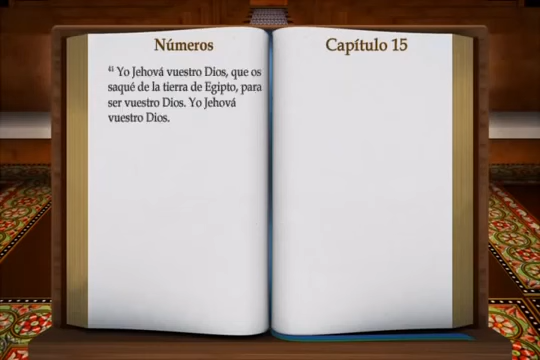 Números
Capítulo 15
41 Yo Jehová vuestro Dios, que os
saqué de la tierra de Egipto, para
ser vuestro Dios. Yo Jehová
vuestro Dios.